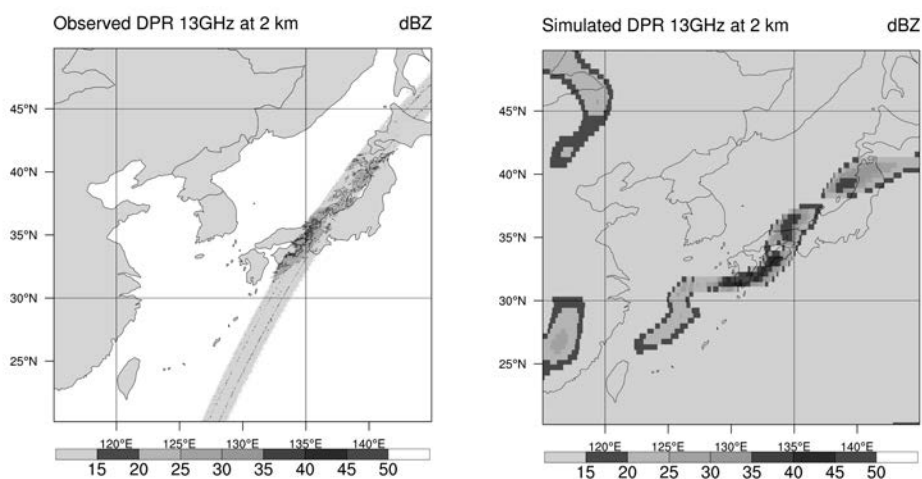 Observed DPR 13GHz at 2 km dBZ
45°N
40°N
35°N
30°N
25°N
120°E 125°E 130°E 135°E 140°E
15 20 25 30 35 40 45 50
Simulated DPR 13GHz at 2 km dBZ
45°N
40°N
35°N
30°N
25°N
120°E 125°E 130°E 135°E 140°E
15 20 25 30 35 40 45 50